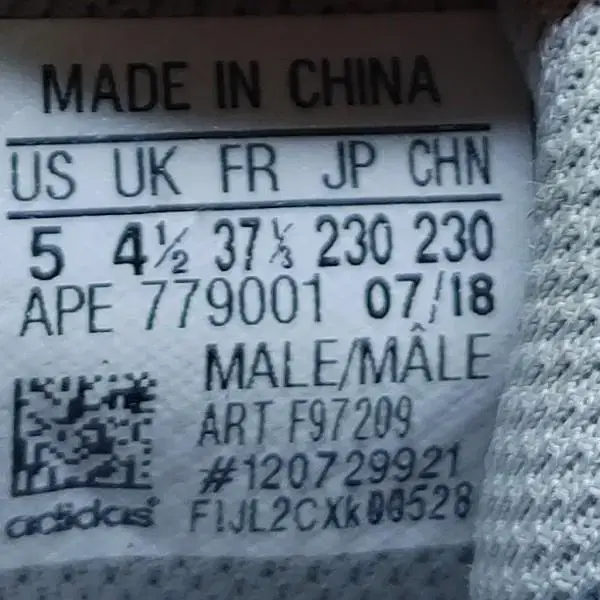 MADE IN CHINA
US UK FR JP CHN
5 4½ 37⅓ 230 230
APE 779001 07/18
MALE/MÂLE
ART F97209
#120729921
adidas